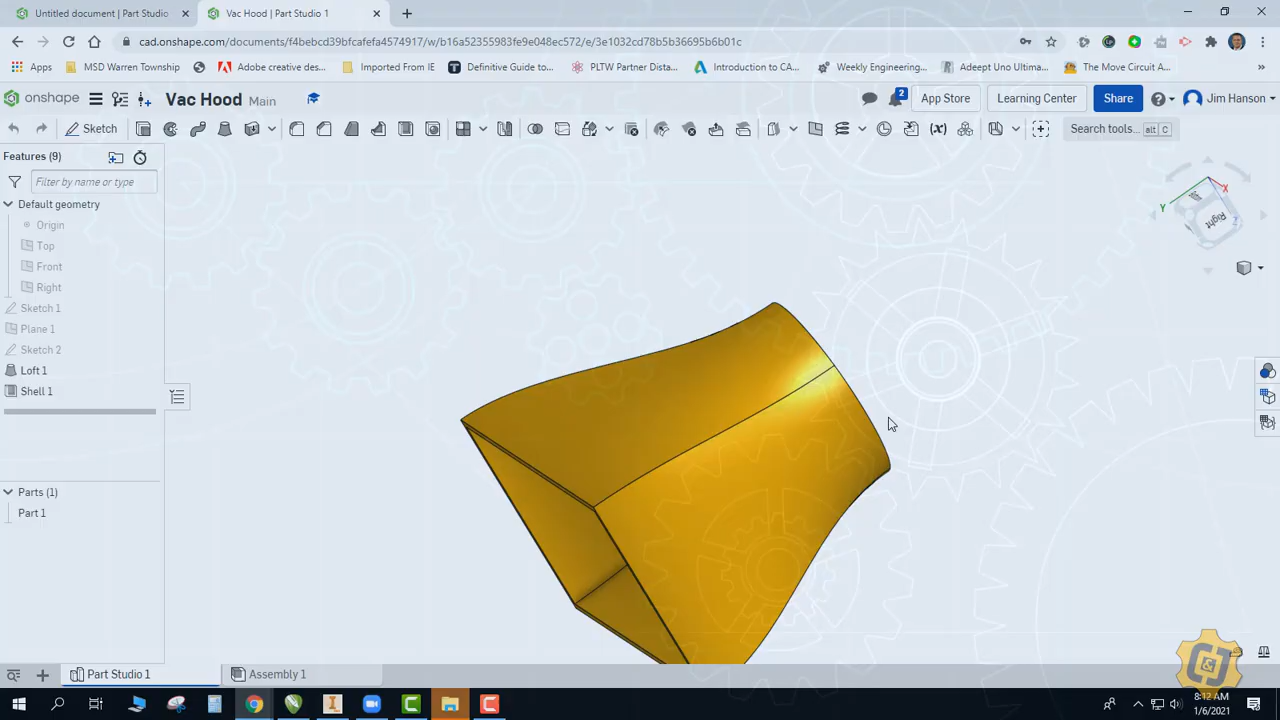 Untitled document | Part Studio
Vac Hood | Part Studio 1
cad.onshape.com/documents/f4bebcd39bfcafefa4574917/w/b16a52355983fe9e048ec572/e/3e1032cd78b5b36695b6b01c
Apps
MSD Warren Township
Adobe creative des...
Imported From IE
Definitive Guide to...
PLTW Partner Dista...
Introduction to CA...
Weekly Engineering...
Adeept Uno Ultima...
The Move Circuit A...
»
onshape
Vac Hood Main
2
App Store
Learning Center
Share
Jim Hanson
Sketch
(x)
Search tools...
alt C
Features (9)
Filter by name or type
Default geometry
Origin
Top
Front
Right
Sketch 1
Plane 1
Sketch 2
Loft 1
Shell 1
Parts (1)
Part 1
X
Y
Z
Right
Part Studio 1
Assembly 1
C&J
8:12 AM
1/6/2021